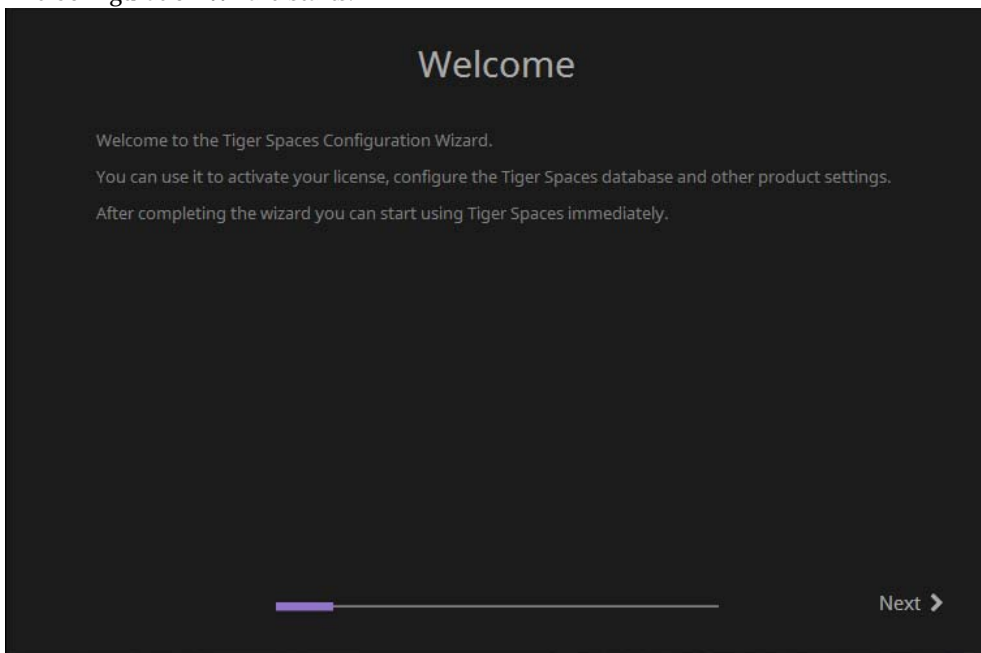 Welcome
Welcome to the Tiger Spaces Configuration Wizard.
You can use it to activate your license, configure the Tiger Spaces database and other product settings.
After completing the wizard you can start using Tiger Spaces immediately.
Next